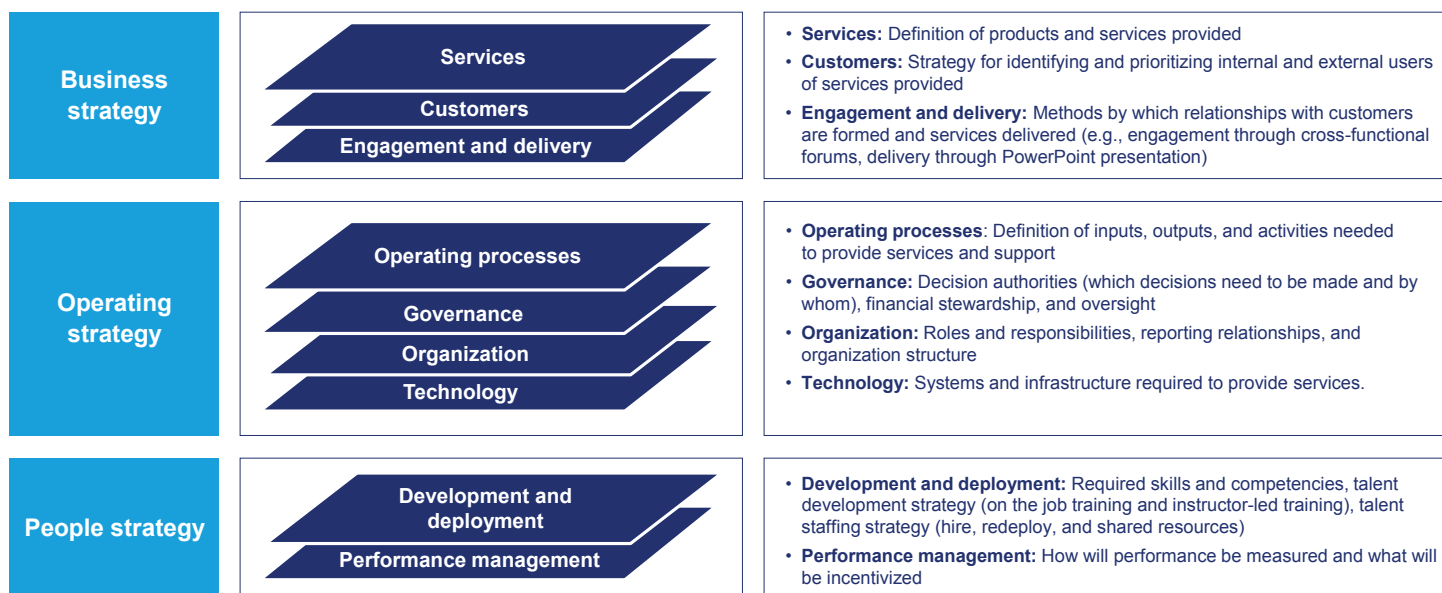 Business
strategy
Services
Customers
Engagement and delivery
• Services: Definition of products and services provided
• Customers: Strategy for identifying and prioritizing internal and external users
of services provided
• Engagement and delivery: Methods by which relationships with customers
are formed and services delivered (e.g., engagement through cross-functional
forums, delivery through PowerPoint presentation)
Operating
strategy
Operating processes
Governance
Organization
Technology
• Operating processes: Definition of inputs, outputs, and activities needed
to provide services and support
• Governance: Decision authorities (which decisions need to be made and by
whom), financial stewardship, and oversight
• Organization: Roles and responsibilities, reporting relationships, and
organization structure
• Technology: Systems and infrastructure required to provide services.
People strategy
Development and
deployment
Performance management
• Development and deployment: Required skills and competencies, talent
development strategy (on the job training and instructor-led training), talent
staffing strategy (hire, redeploy, and shared resources)
• Performance management: How will performance be measured and what will
be incentivized